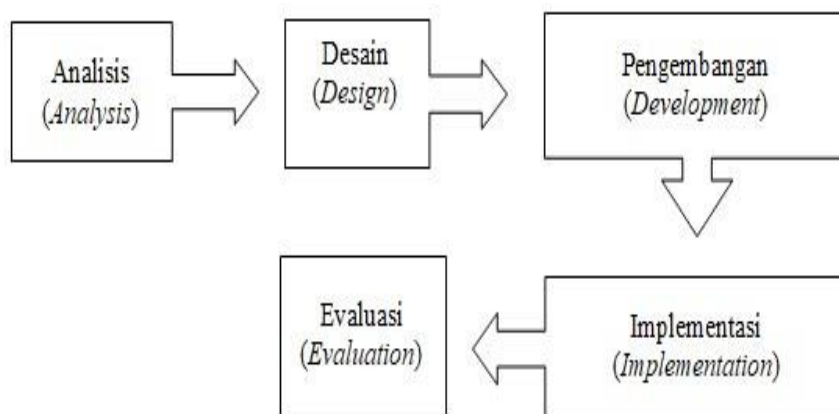 Analisis
(Analysis)
Desain
(Design)
Pengembangan
(Development)
Implementasi
(Implementation)
Evaluasi
(Evaluation)